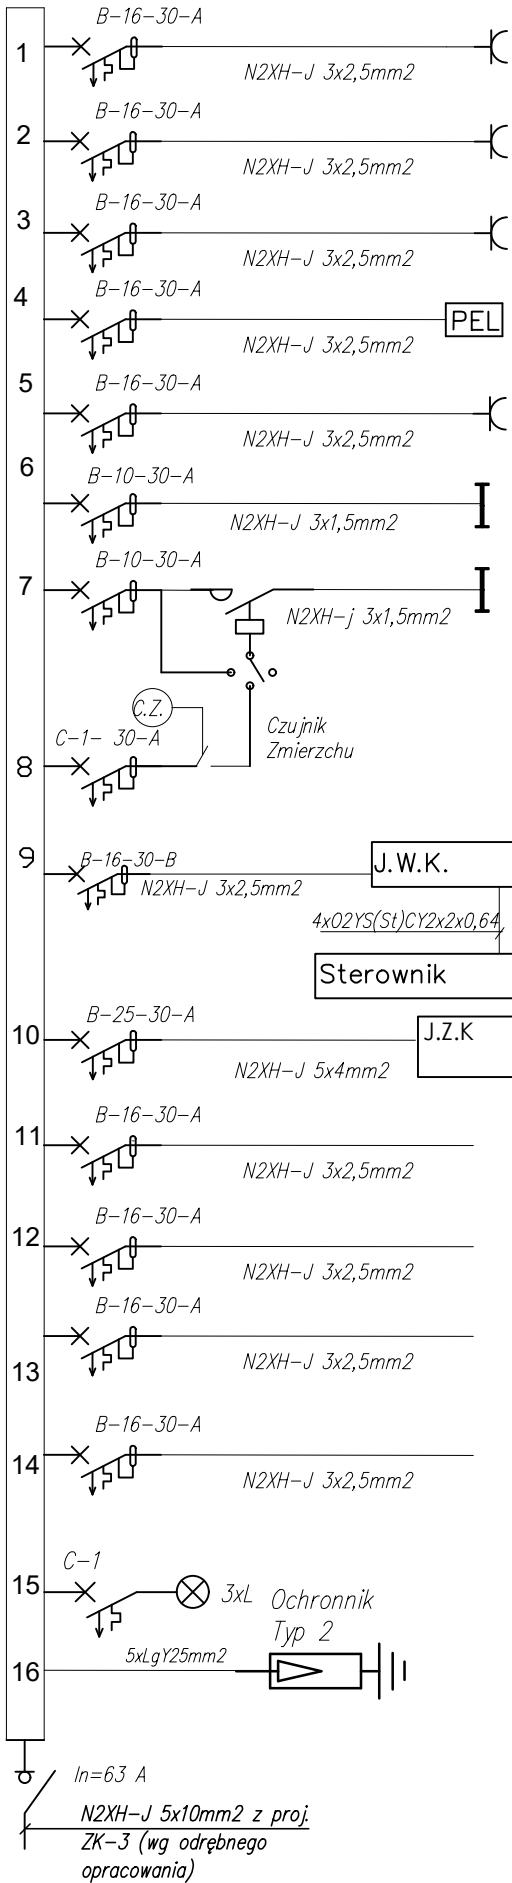 B-16-30-A
1
N2XH-J 3x2,5mm2
B-16-30-A
2
N2XH-J 3x2,5mm2
B-16-30-A
3
N2XH-J 3x2,5mm2
B-16-30-A
4
PEL
N2XH-J 3x2,5mm2
B-16-30-A
5
N2XH-J 3x2,5mm2
6
B-10-30-A
N2XH-J 3x1,5mm2
B-10-30-A
7
N2XH-j 3x1,5mm2
C.Z.
Czujnik
Zmierzchu
C-1- 30-A
8
9
B-16-30-B
J.W.K.
N2XH-J 3x2,5mm2
4x02YS(St)CY2x2x0,64
Sterownik
B-25-30-A
10
J.Z.K
N2XH-J 5x4mm2
B-16-30-A
11
N2XH-J 3x2,5mm2
B-16-30-A
12
N2XH-J 3x2,5mm2
B-16-30-A
13
N2XH-J 3x2,5mm2
B-16-30-A
14
N2XH-J 3x2,5mm2
C-1
15
3xL
Ochronnik
Typ 2
5xLgY25mm2
16
In=63 A
N2XH-J 5x10mm2 z proj.
ZK-3 (wg odrębnego
opracowania)